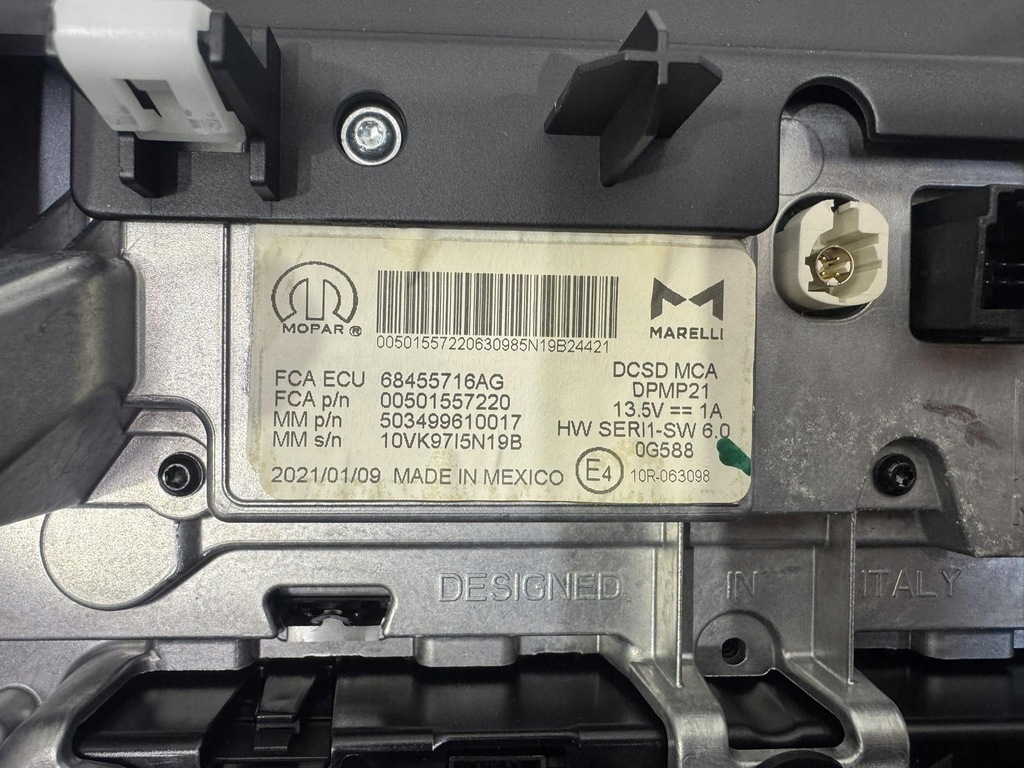 MOPAR ®
00501557220630985N19B24421
MARELLI
FCA ECU 68455716AG
FCA p/n 00501557220
MM p/n 503499610017
MM s/n 10VK97I5N19B
DCSD MCA
DPMP21
13.5V == 1A
HW SERI1-SW 6.0
0G588
2021/01/09 MADE IN MEXICO E4 10R-063098
DESIGNED IN ITALY